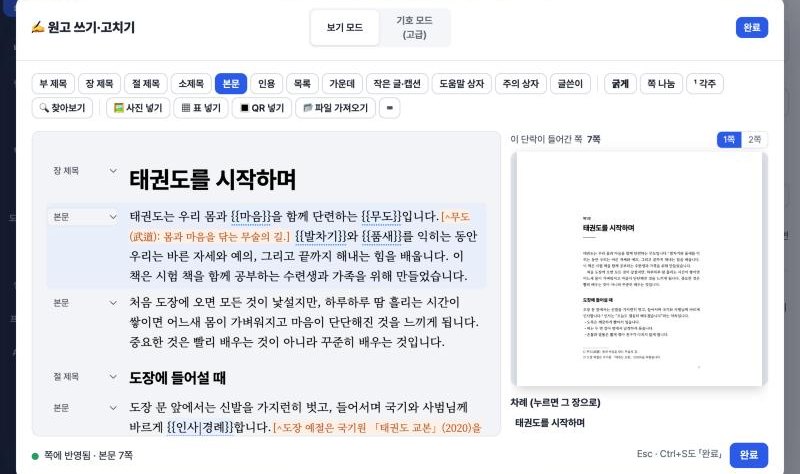 ✍️ 원고 쓰기·고치기
보기 모드
기호 모드
(고급)
완료
부 제목 장 제목 절 제목 소제목 본문 인용 목록 가운데 작은 글·캡션 도움말 상자 주의 상자 글쓴이 굵게 쪽 나눔 ¹ 각주
🔍 찾아보기 🖼️ 사진 넣기 ▦ 표 넣기 ■ QR 넣기 📂 파일 가져오기
장 제목
태권도를 시작하며
본문
태권도는 우리 몸과 {{마음}}을 함께 단련하는 {{무도}}입니다.[^무도
(武道): 몸과 마음을 닦는 무술의 길.] {{발차기}}와 {{품새}}를 익히는 동안
우리는 바른 자세와 예의, 그리고 끝까지 해내는 힘을 배웁니다. 이
책은 시험 책을 함께 공부하는 수련생과 가족을 위해 만들었습니다.
본문
처음 도장에 오면 모든 것이 낯설지만, 하루하루 땀 흘리는 시간이
쌓이면 어느새 몸이 가벼워지고 마음이 단단해진 것을 느끼게 됩니다.
중요한 것은 빨리 배우는 것이 아니라 꾸준히 배우는 것입니다.
절 제목
도장에 들어설 때
본문
도장 문 앞에서는 신발을 가지런히 벗고, 들어서며 국기와 사범님께
바르게 {{인사|경례}}합니다.[^도장 예절은 국기원 「태권도 교본」(2020)을
이 단락이 들어간 쪽 7쪽
1쪽 2쪽
태권도를 시작하며
도장에 들어설 때
차례 (누르면 그 장으로)
태권도를 시작하며
쪽에 반영됨 · 본문 7쪽
Esc · Ctrl+S도 「완료」
완료